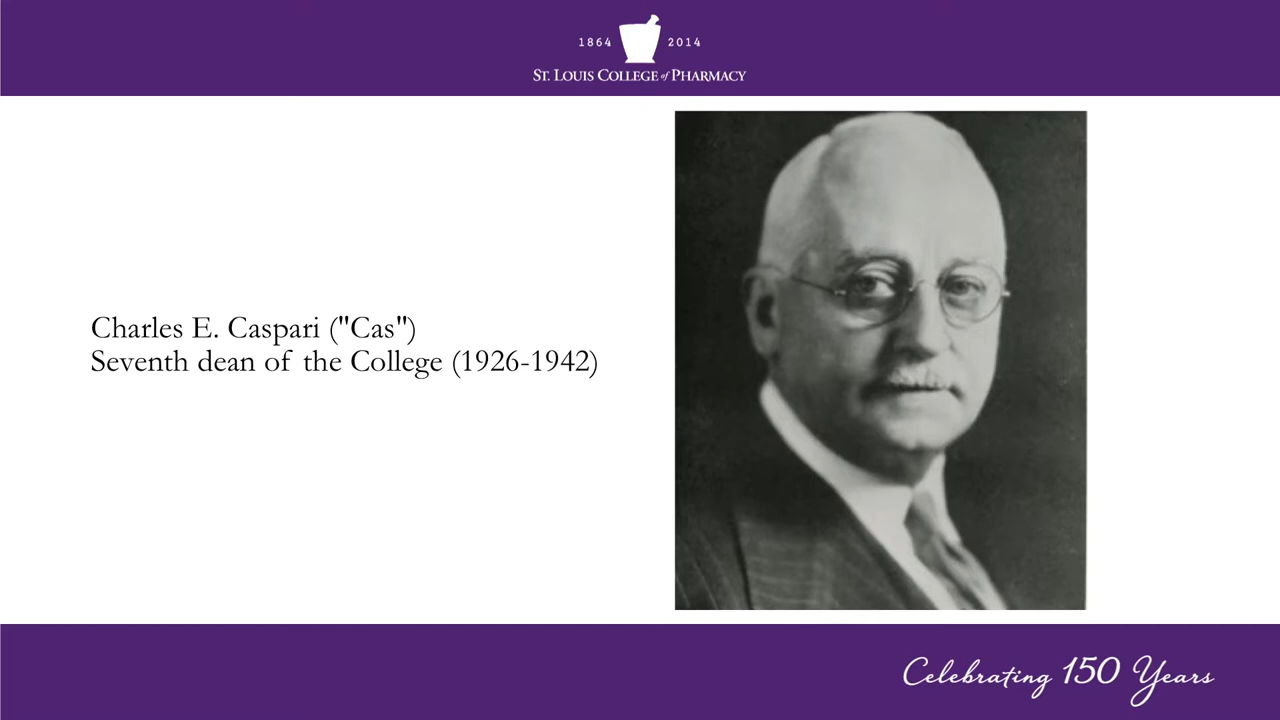 1864 2014
St. Louis College of Pharmacy
Charles E. Caspari ("Cas")
Seventh dean of the College (1926-1942)
Celebrating 150 Years